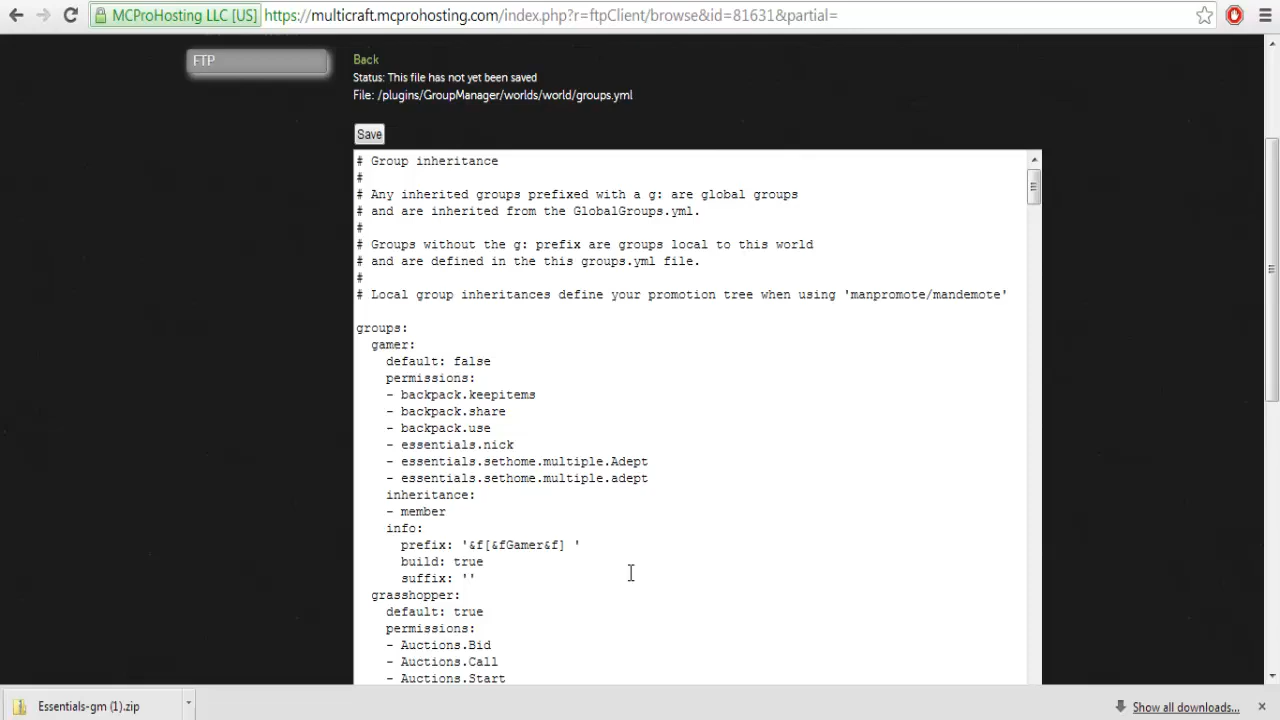 MCProHosting LLC [US] https://multicraft.mcprohosting.com/index.php?r=ftpClient/browse&id=81631&partial=
FTP
Back
Status: This file has not yet been saved
File: /plugins/GroupManager/worlds/world/groups.yml
Save
# Group inheritance
#
# Any inherited groups prefixed with a g: are global groups
# and are inherited from the GlobalGroups.yml.
#
# Groups without the g: prefix are groups local to this world
# and are defined in the this groups.yml file.
#
# Local group inheritances define your promotion tree when using 'manpromote/mandemote'
groups:
gamer:
default: false
permissions:
- backpack.keepitems
- backpack.share
- backpack.use
- essentials.nick
- essentials.sethome.multiple.Adept
- essentials.sethome.multiple.adept
inheritance:
- member
info:
prefix: '&f[&fGamer&f] '
build: true
suffix: ''
grasshopper:
default: true
permissions:
- Auctions.Bid
- Auctions.Call
- Auctions.Start
Essentials-gm (1).zip
Show all downloads...